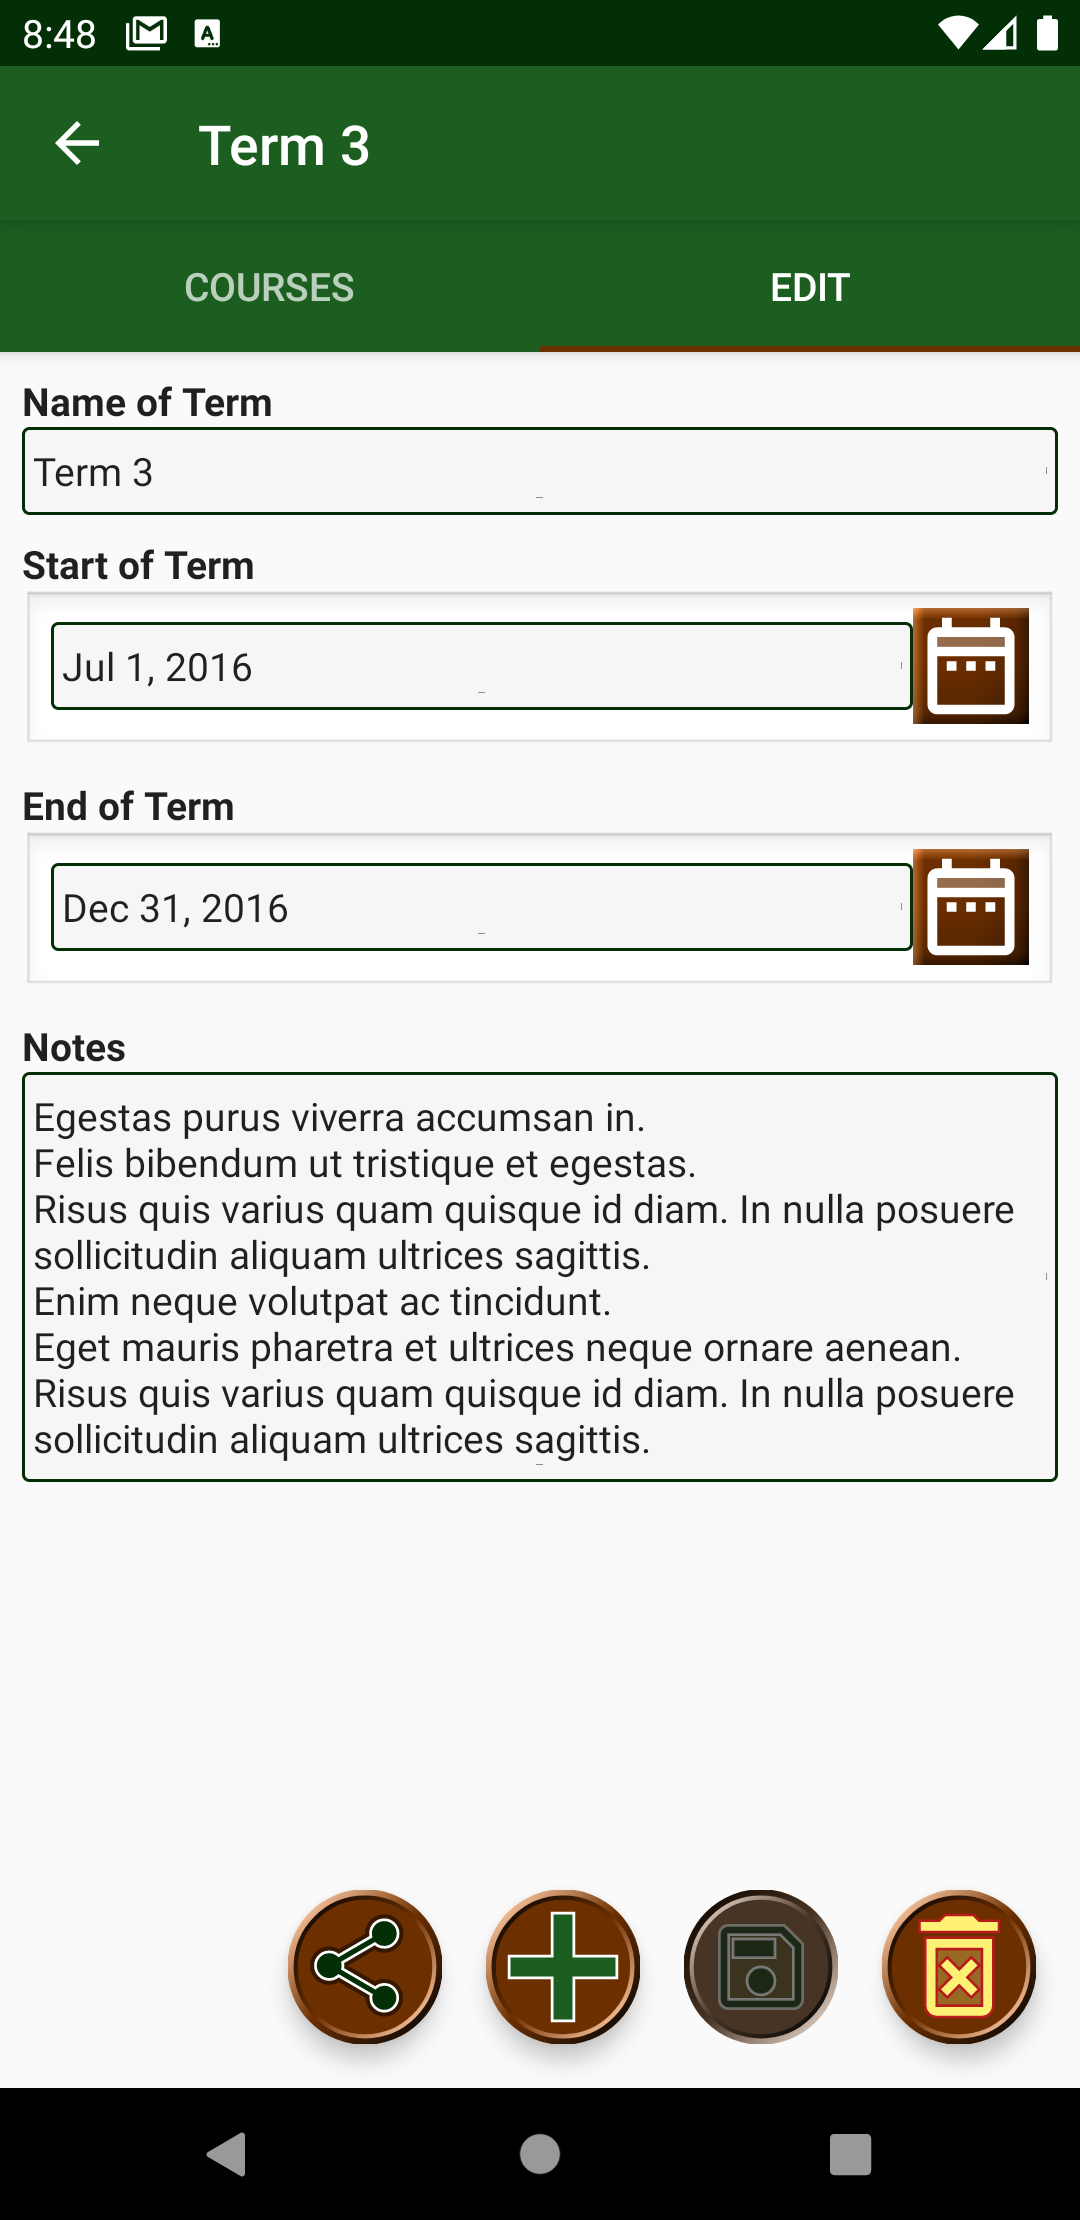 8:48
Term 3
COURSES
EDIT
Name of Term
Term 3
Start of Term
Jul 1, 2016
End of Term
Dec 31, 2016
Notes
Egestas purus viverra accumsan in.
Felis bibendum ut tristique et egestas.
Risus quis varius quam quisque id diam. In nulla posuere
sollicitudin aliquam ultrices sagittis.
Enim neque volutpat ac tincidunt.
Eget mauris pharetra et ultrices neque ornare aenean.
Risus quis varius quam quisque id diam. In nulla posuere
sollicitudin aliquam ultrices sagittis.